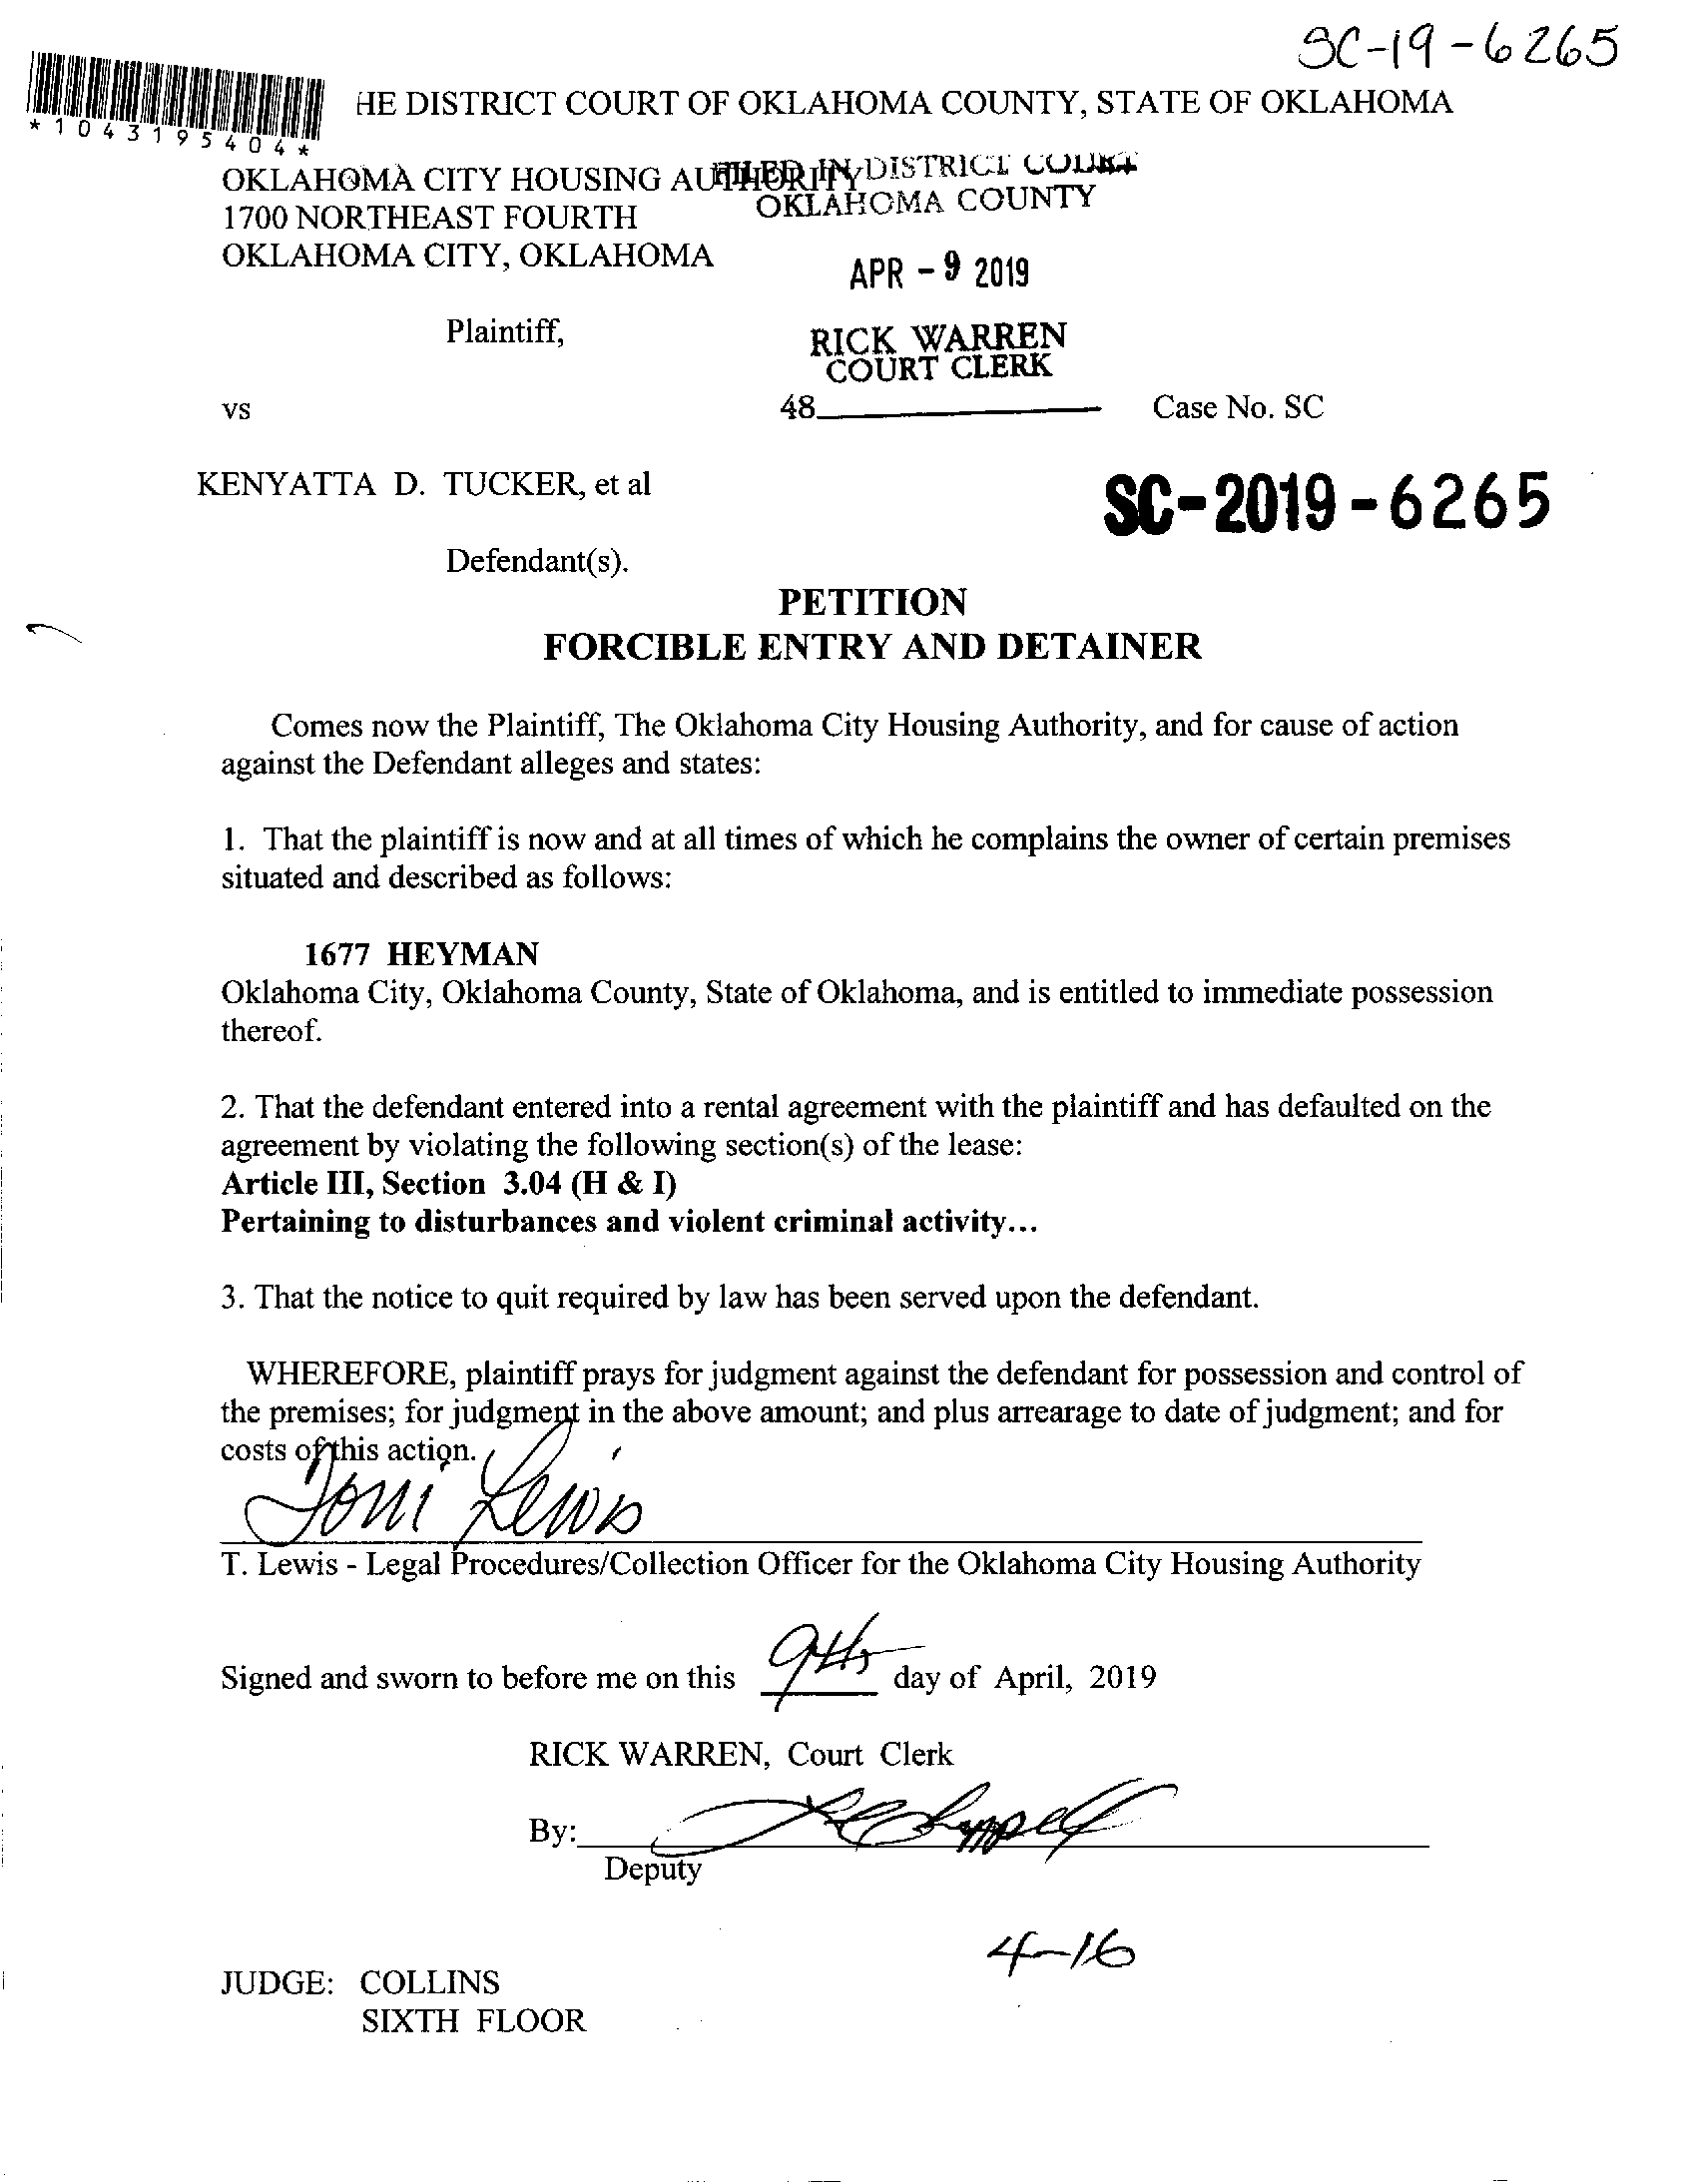 SC-19-6265
*1043195404*
HE DISTRICT COURT OF OKLAHOMA COUNTY, STATE OF OKLAHOMA
OKLAHOMA CITY HOUSING AUTHORITY
FILED IN DISTRICT COURT
1700 NORTHEAST FOURTH
OKLAHOMA COUNTY
OKLAHOMA CITY, OKLAHOMA
APR - 9 2019
Plaintiff,
RICK WARREN
COURT CLERK
vs
48
Case No. SC
KENYATTA D. TUCKER, et al
SC-2019-6265
Defendant(s).
PETITION
FORCIBLE ENTRY AND DETAINER
Comes now the Plaintiff, The Oklahoma City Housing Authority, and for cause of action
against the Defendant alleges and states:
1. That the plaintiff is now and at all times of which he complains the owner of certain premises
situated and described as follows:
1677 HEYMAN
Oklahoma City, Oklahoma County, State of Oklahoma, and is entitled to immediate possession
thereof.
2. That the defendant entered into a rental agreement with the plaintiff and has defaulted on the
agreement by violating the following section(s) of the lease:
Article III, Section 3.04 (H & I)
Pertaining to disturbances and violent criminal activity...
3. That the notice to quit required by law has been served upon the defendant.
WHEREFORE, plaintiff prays for judgment against the defendant for possession and control of
the premises; for judgment in the above amount; and plus arrearage to date of judgment; and for
costs of this action.
Toni Lewis
T. Lewis - Legal Procedures/Collection Officer for the Oklahoma City Housing Authority
Signed and sworn to before me on this 9th day of April, 2019
RICK WARREN, Court Clerk
By:
Deputy
4-16
JUDGE: COLLINS
SIXTH FLOOR